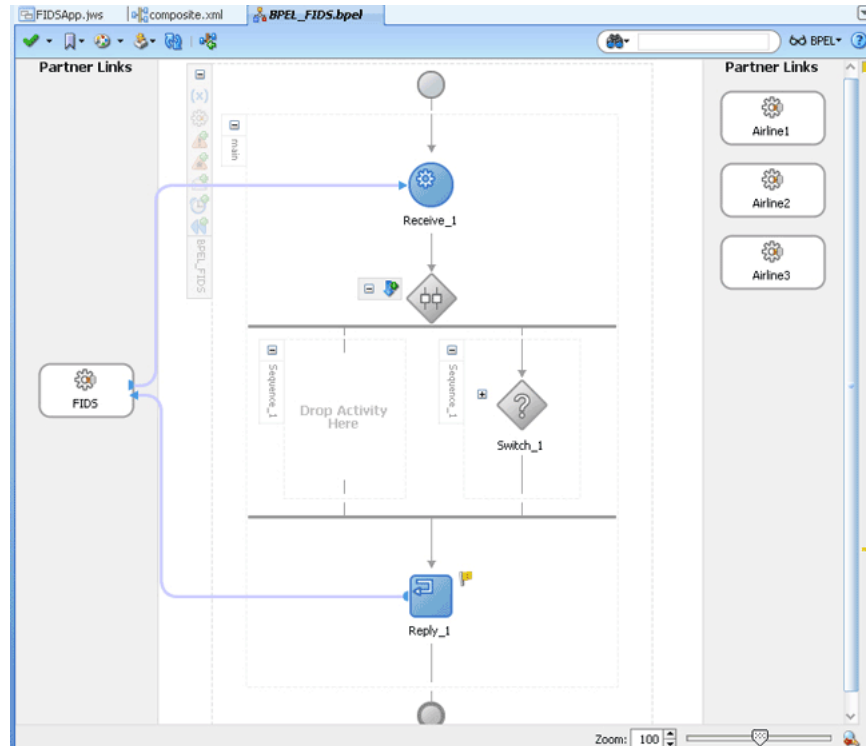 FIDSApp.jws
composite.xml
BPEL_FIDS.bpel
BPEL
Partner Links
Partner Links
(x)
main
BPEL_FIDS
Receive_1
Airline1
Airline2
Airline3
FIDS
Sequence_1
Drop Activity
Here
Sequence_1
Switch_1
Reply_1
Zoom: 100